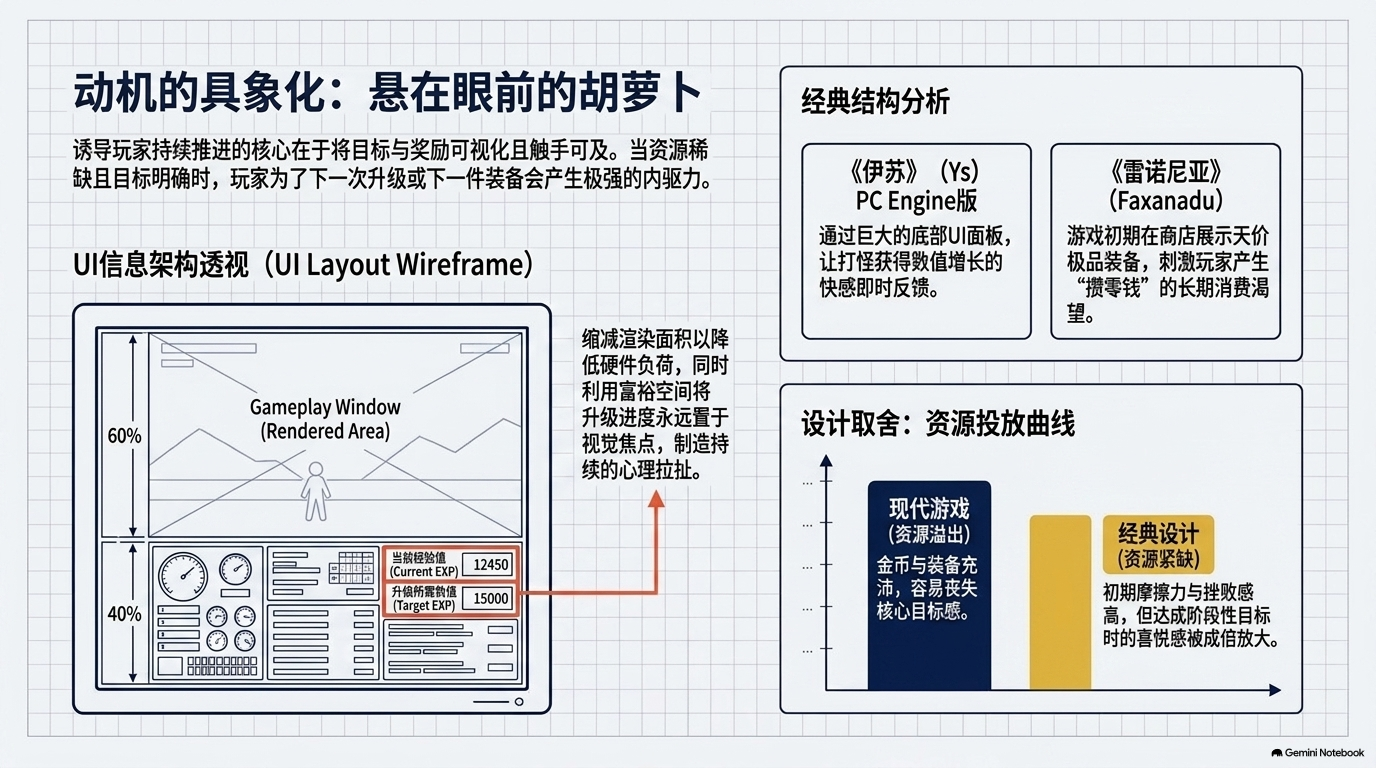 动机的具象化：悬在眼前的胡萝卜
诱导玩家持续推进的核心在于将目标与奖励可视化且触手可及。当资源稀
缺且目标明确时，玩家为了下一次升级或下一件装备会产生极强的内驱力。
UI信息架构透视（UI Layout Wireframe）
60%
Gameplay Window
(Rendered Area)
40%
当前经验值
(Current EXP)
12450
(Target EXP)
15000
缩减渲染面积以降
低硬件负荷，同时
利用富裕空间将
升级进度永远置于
视觉焦点，制造持
续的心理拉扯。
经典结构分析
《伊苏》（Ys）
PC Engine版
通过巨大的底部UI面板，
让打怪获得数值增长的
快感即时反馈。
《雷诺尼亚》
（Faxanadu）
游戏初期在商店展示天价
极品装备，刺激玩家产生
“攒零钱”的长期消费渴
望。
设计取舍：资源投放曲线
...
...
...
...
...
现代游戏
(资源溢出)
金币与装备充
沛，容易丧失
核心目标感。
经典设计
(资源紧缺)
初期摩擦力与挫败感
高，但达成阶段性目标
时的喜悦感被成倍放大。
Gemini Notebook